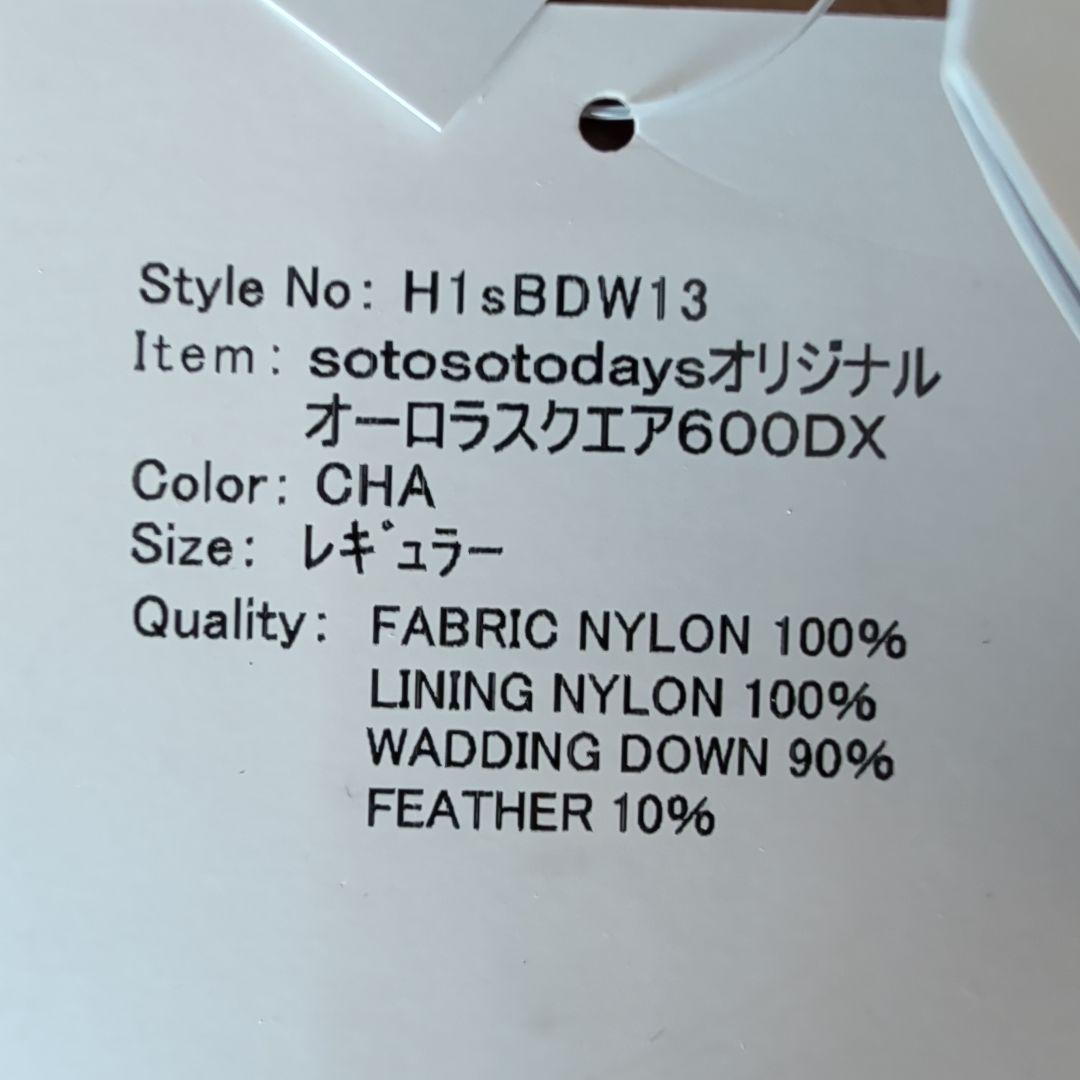 Style No: H1sBDW13
Item: sotosotodaysオリジナル
オーロラスクエア600DX
Color: CHA
Size: レギュラー
Quality: FABRIC NYLON 100%
LINING NYLON 100%
WADDING DOWN 90%
FEATHER 10%